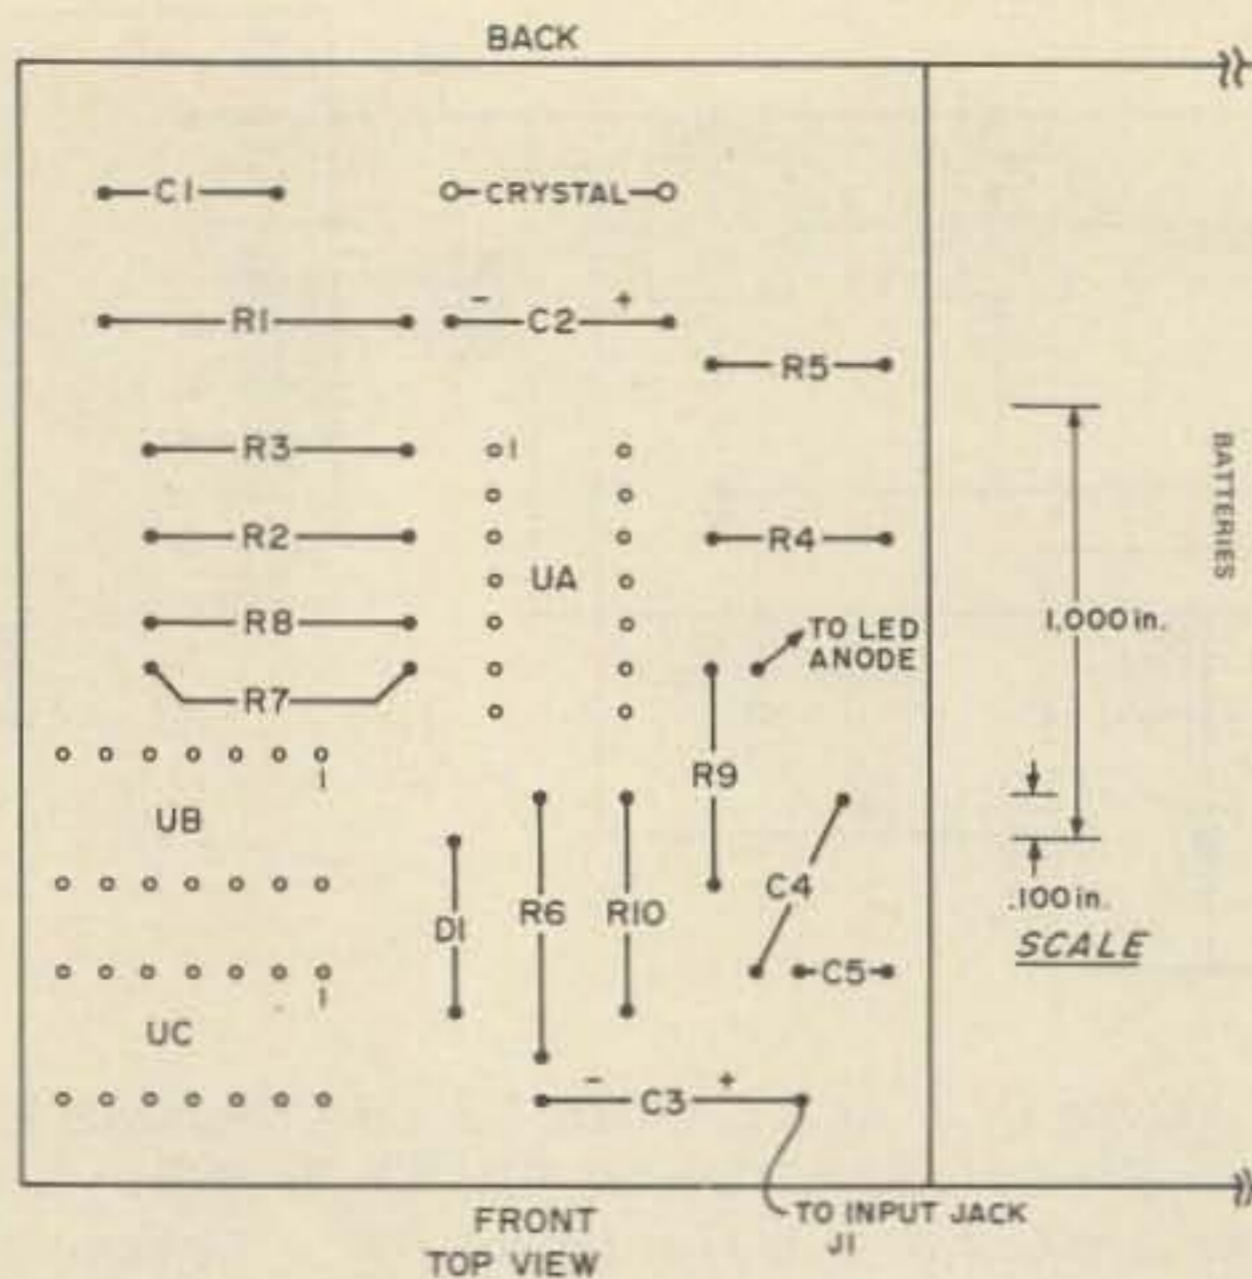 BACK
C1
CRYSTAL
- +
R1
C2
R5
R3
1
R2
R4
UA
BATTERIES
R8
1.000 in.
TO LED
ANODE
R7
R9
1
UB
C4
.100 in.
D1
R6
R10
SCALE
C5
1
UC
- +
C3
FRONT
TOP VIEW
TO INPUT JACK
J1